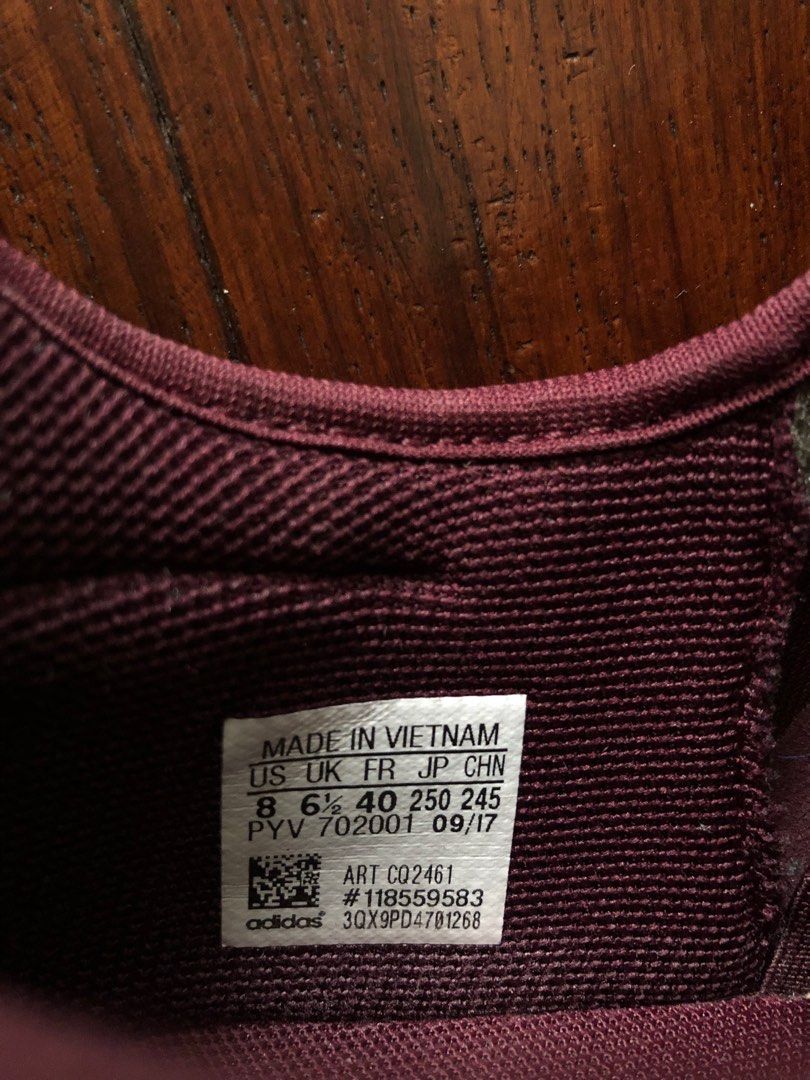 MADE IN VIETNAM
US UK FR JP CHN
8 6½ 40 250 245
PYV 702001 09/17
ART CQ2461
#118559583
adidas 3QX9PD4701268